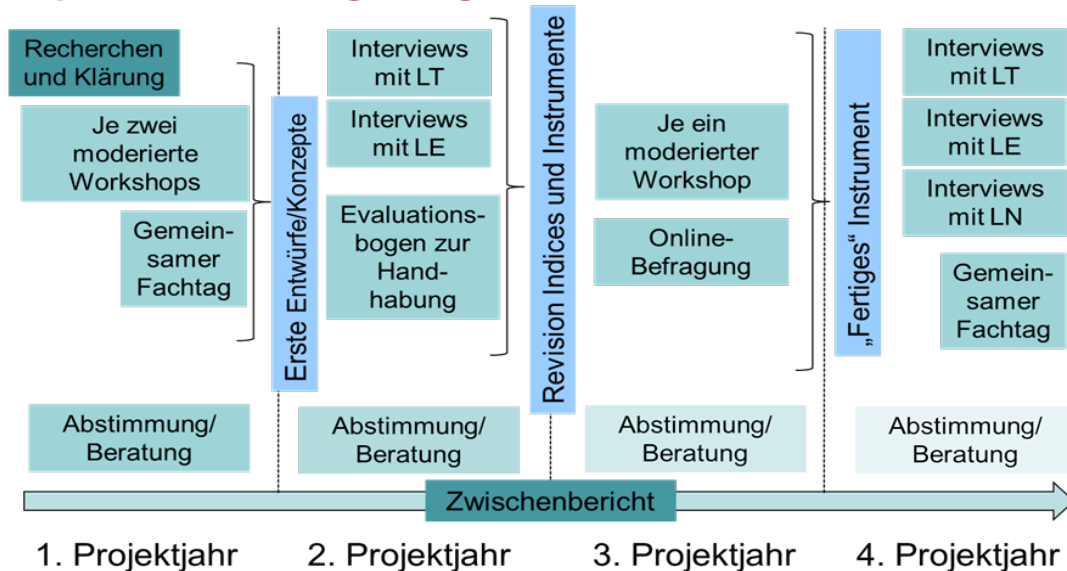 Recherchen
und Klärung
Je zwei
moderierte
Workshops
Gemein-
samer
Fachtag
Erste Entwürfe/Konzepte
Interviews
mit LT
Interviews
mit LE
Evaluations-
bogen zur
Hand-
habung
Revision Indices und Instrumente
Je ein
moderierter
Workshop
Online-
Befragung
„Fertiges“ Instrument
Interviews
mit LT
Interviews
mit LE
Interviews
mit LN
Gemein-
samer
Fachtag
Abstimmung/
Beratung
Abstimmung/
Beratung
Abstimmung/
Beratung
Abstimmung/
Beratung
Zwischenbericht
1. Projektjahr
2. Projektjahr
3. Projektjahr
4. Projektjahr